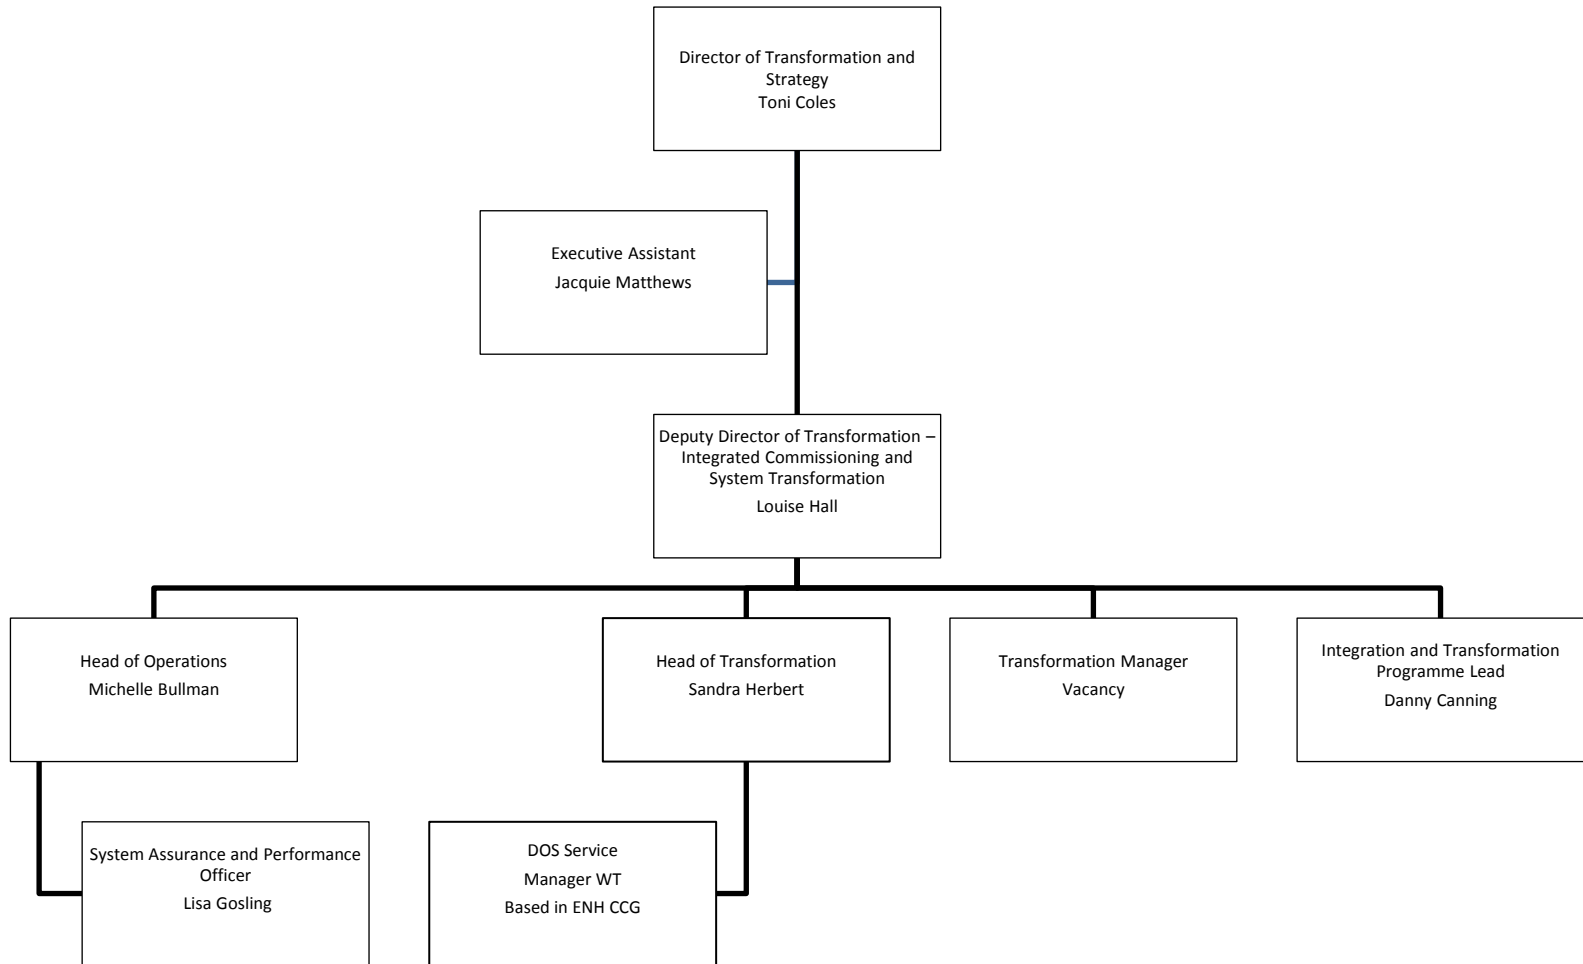 Director of Transformation and
Strategy
Toni Coles
Executive Assistant
Jacquie Matthews
Deputy Director of Transformation –
Integrated Commissioning and
System Transformation
Louise Hall
Head of Operations
Michelle Bullman
Head of Transformation
Sandra Herbert
Transformation Manager
Vacancy
Integration and Transformation
Programme Lead
Danny Canning
System Assurance and Performance
Officer
Lisa Gosling
DOS Service
Manager WT
Based in ENH CCG